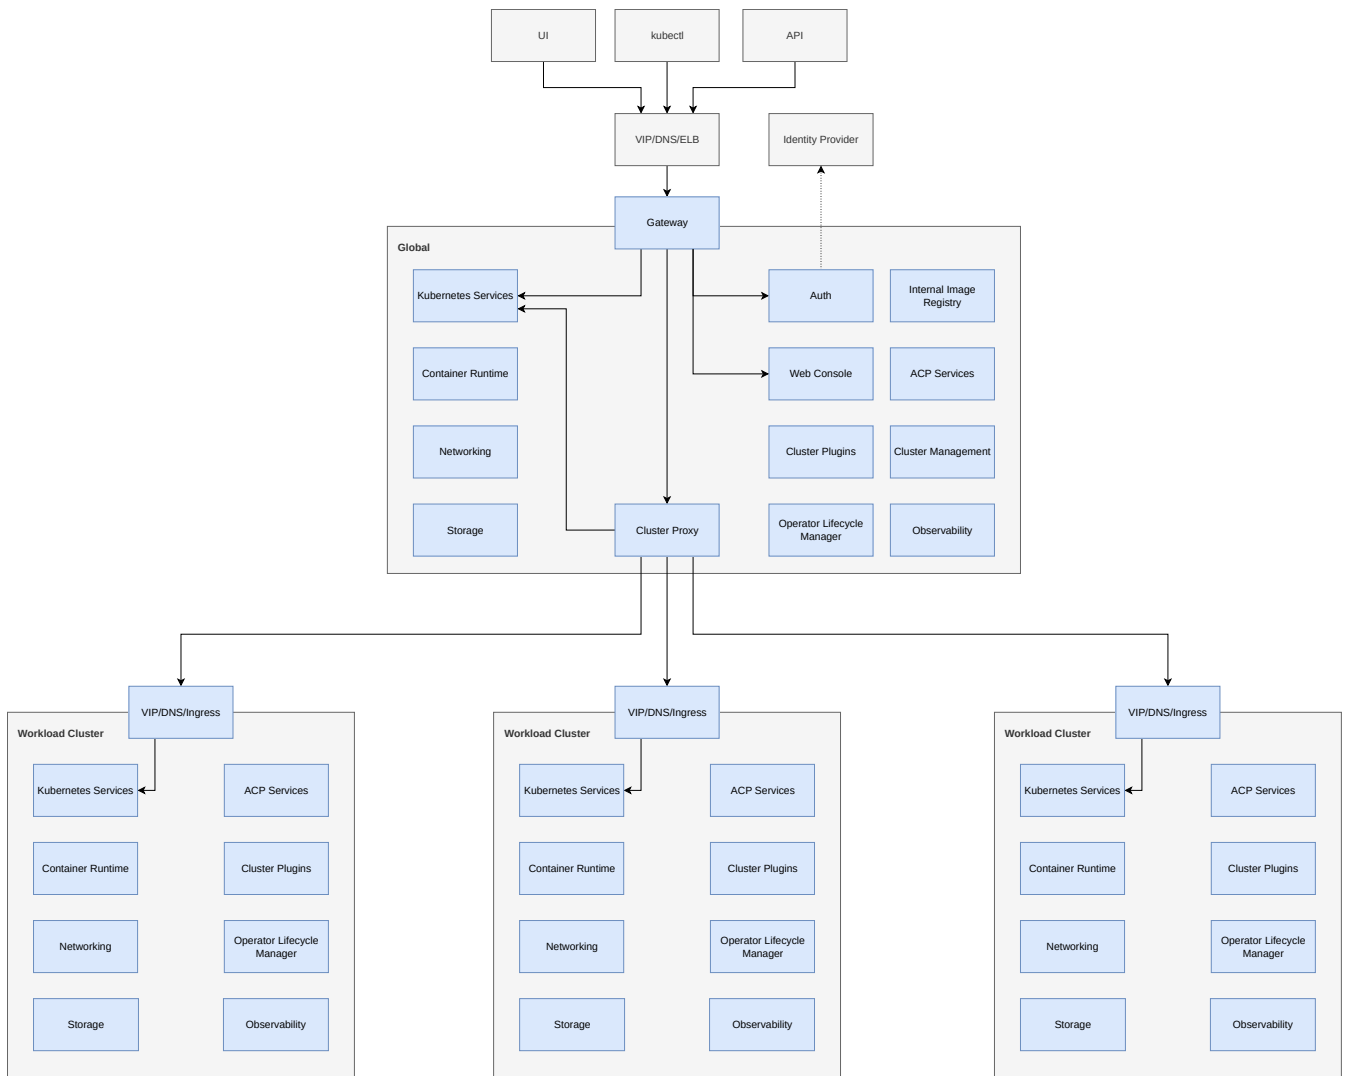 UI
kubectl
API
VIP/DNS/ELB
Identity Provider
Gateway
Global
Kubernetes Services
Auth
Internal Image
Registry
Container Runtime
Web Console
ACP Services
Networking
Cluster Plugins
Cluster Management
Storage
Cluster Proxy
Operator Lifecycle
Manager
Observability
VIP/DNS/Ingress
Workload Cluster
Kubernetes Services
ACP Services
Container Runtime
Cluster Plugins
Networking
Operator Lifecycle
Manager
Storage
Observability
VIP/DNS/Ingress
Workload Cluster
Kubernetes Services
ACP Services
Container Runtime
Cluster Plugins
Networking
Operator Lifecycle
Manager
Storage
Observability
VIP/DNS/Ingress
Workload Cluster
Kubernetes Services
ACP Services
Container Runtime
Cluster Plugins
Networking
Operator Lifecycle
Manager
Storage
Observability